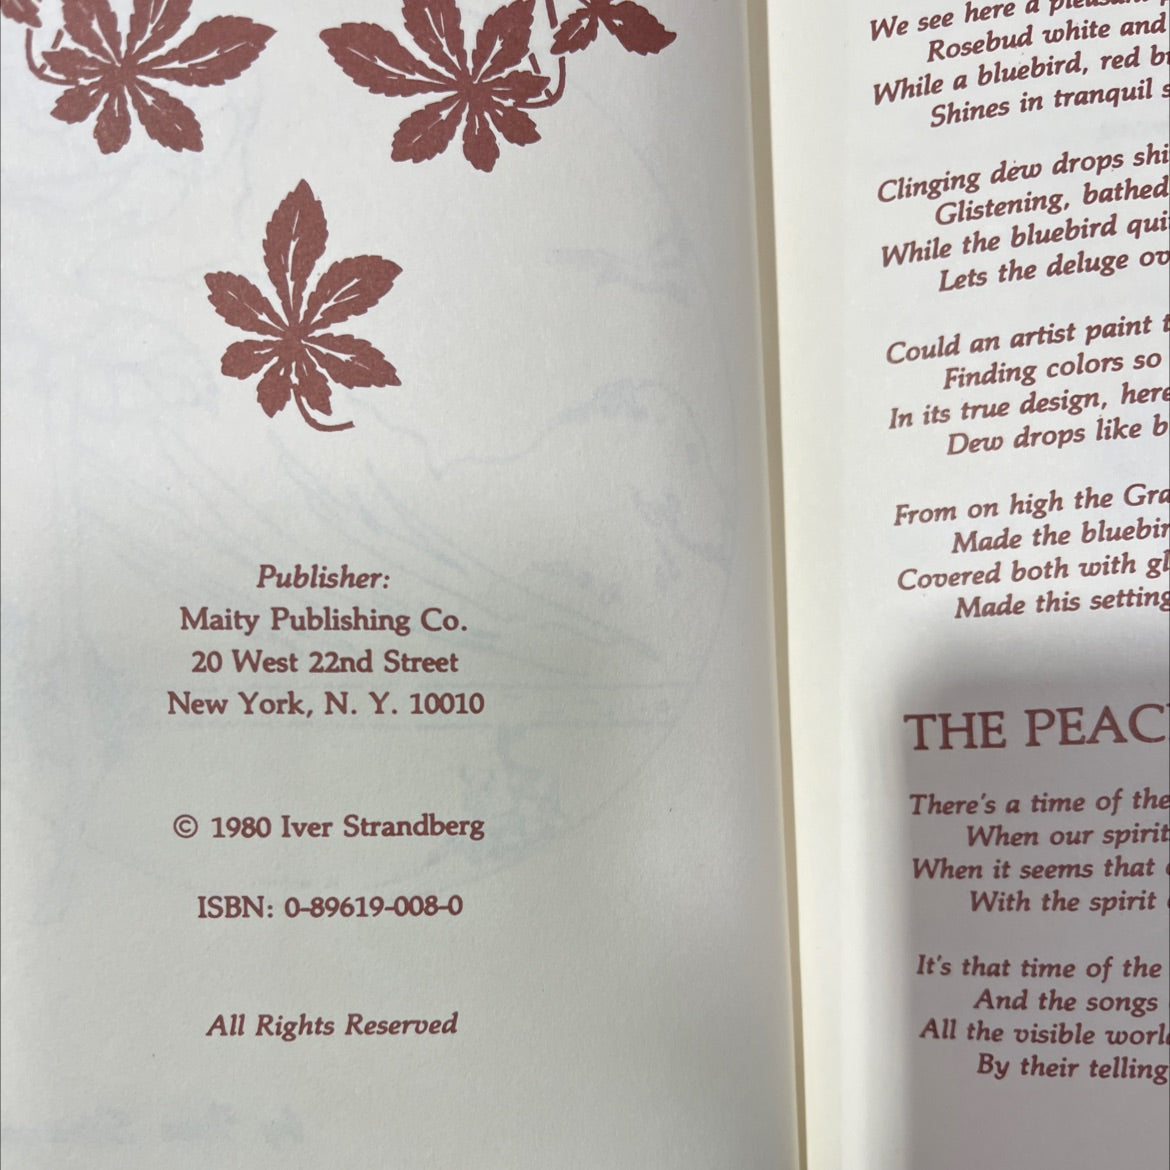 Publisher:
Maity Publishing Co.
20 West 22nd Street
New York, N. Y. 10010
© 1980 Iver Strandberg
ISBN: 0-89619-008-0
All Rights Reserved
We see here a
Rosebud white and
While a bluebird, red
Shines in tranquil
Clinging dew drops
Glistening, bathed
While the bluebird
Lets the deluge
Could an artist paint
Finding colors so
In its true design, here
Dew drops like
From on high the
Made the
Covered both with
Made this setting
THE
There's a time of the
When our spirit
When it seems that
With the spirit
It's that time of the
And the songs
All the visible
By their telling